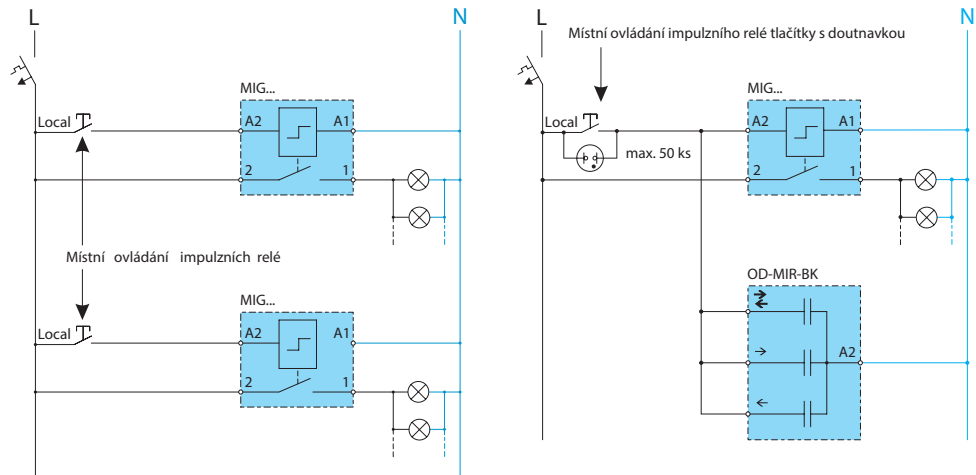 L
N
MIG...
Local
A2
A1
2
1
Místní ovládání impulzních relé
MIG...
Local
A2
A1
2
1
L
N
Místní ovládání impulzního relé tlačítky s doutnavkou
MIG...
Local
A2
A1
max. 50 ks
2
1
OD-MIR-BK
A2